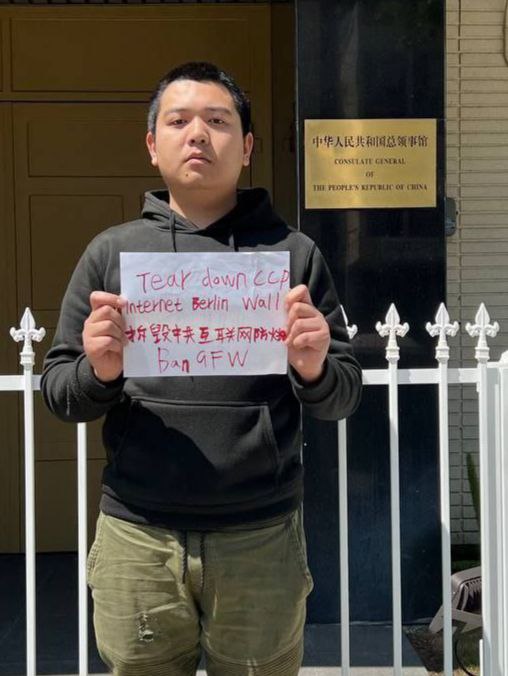 中华人民共和国总领事馆
CONSULATE GENERAL
OF
THE PEOPLE'S REPUBLIC OF CHINA
Tear down CCP
Internet Berlin Wall
拆毁中共互联网防火
Ban GFW